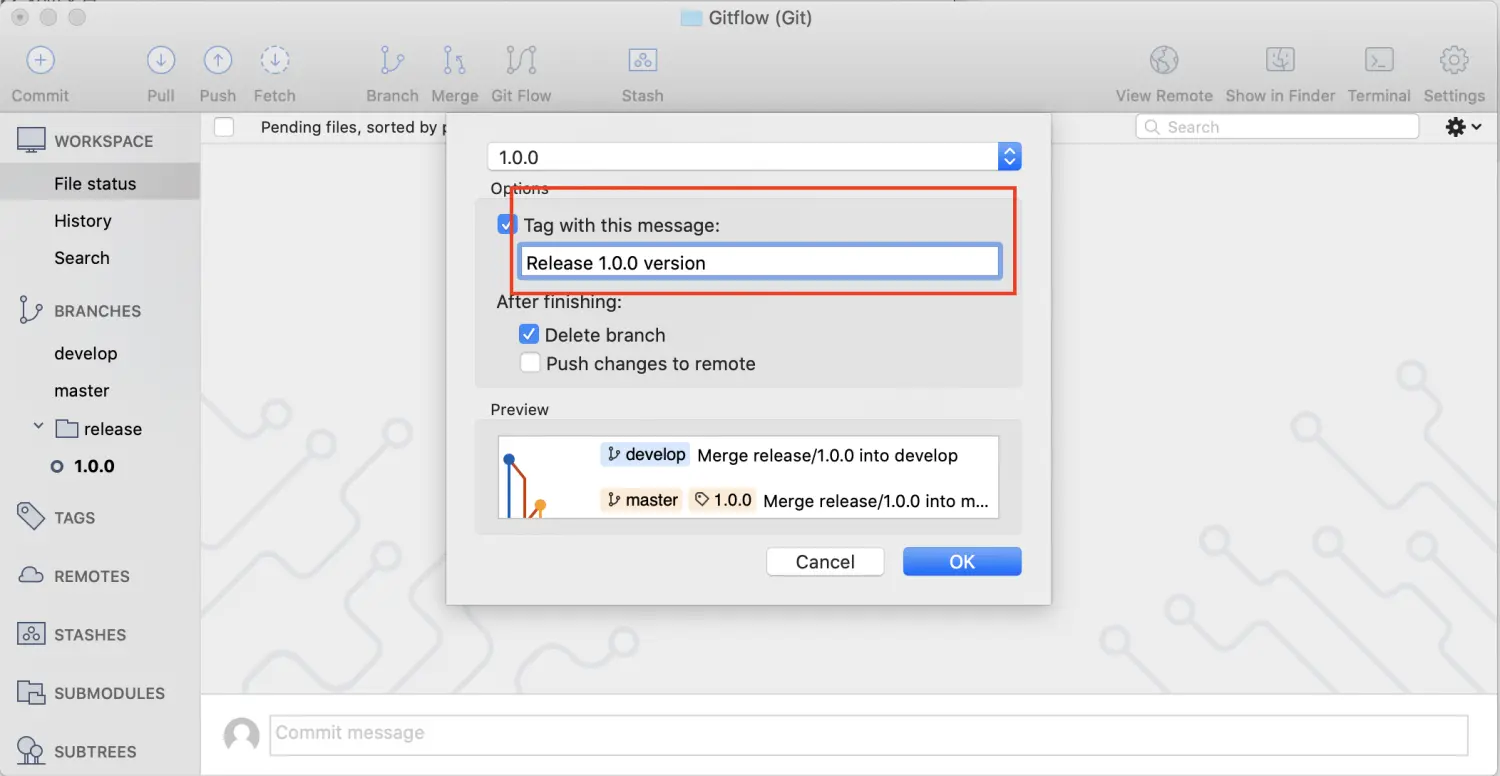 Gitflow (Git)
Commit Pull Push Fetch Branch Merge Git Flow Stash View Remote Show in Finder Terminal Settings
Pending files, sorted by
Search
WORKSPACE
File status
History
Search
BRANCHES
develop
master
release
1.0.0
TAGS
REMOTES
STASHES
SUBMODULES
SUBTREES
1.0.0
Options
Tag with this message:
Release 1.0.0 version
After finishing:
Delete branch
Push changes to remote
Preview
develop Merge release/1.0.0 into develop
master 1.0.0 Merge release/1.0.0 into m...
Cancel OK
Commit message